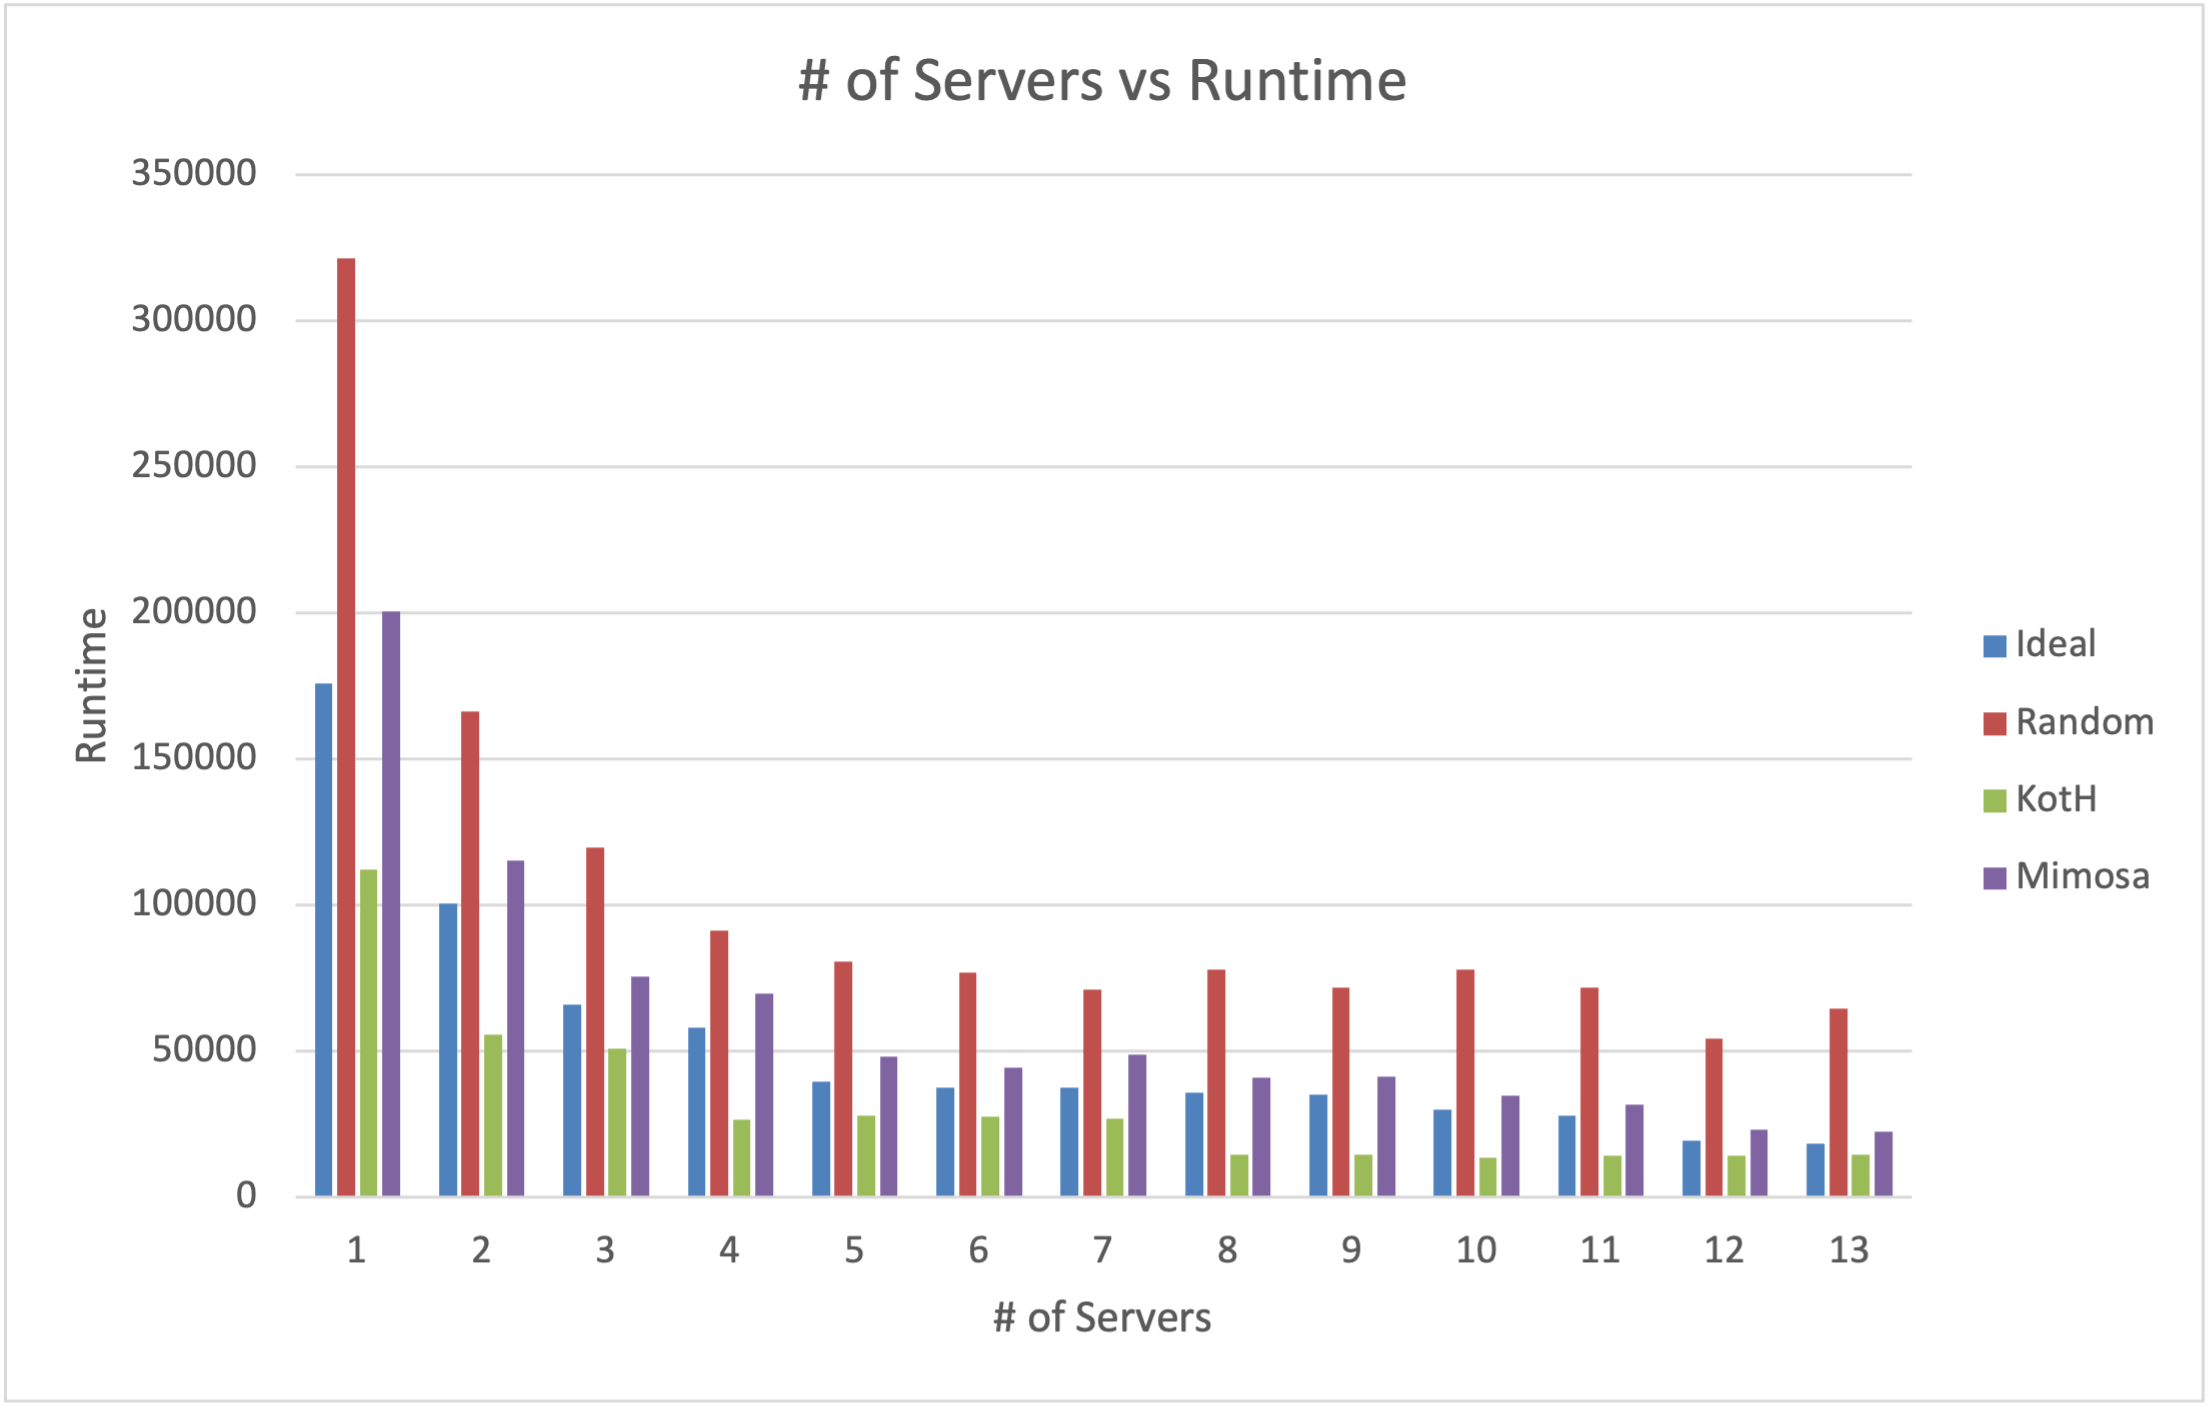 # of Servers vs Runtime
350000
300000
250000
200000
150000
100000
50000
0
Runtime
1 2 3 4 5 6 7 8 9 10 11 12 13
# of Servers
Ideal
Random
KotH
Mimosa